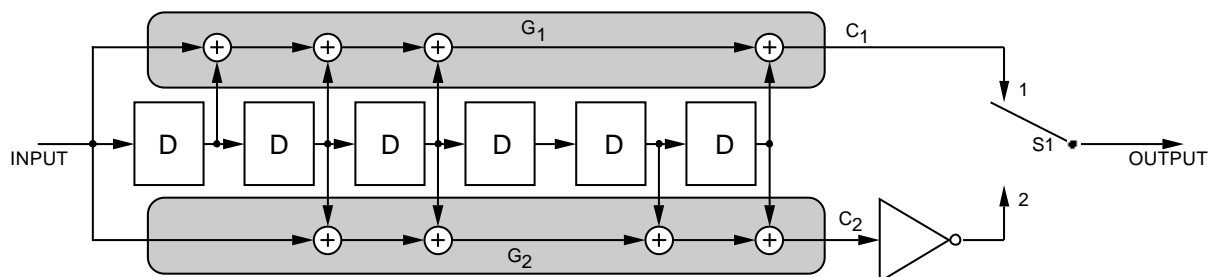 G1
C1
+ + + +
1
D D D D D D
INPUT
S1
OUTPUT
2
C2
+ + + +
G2